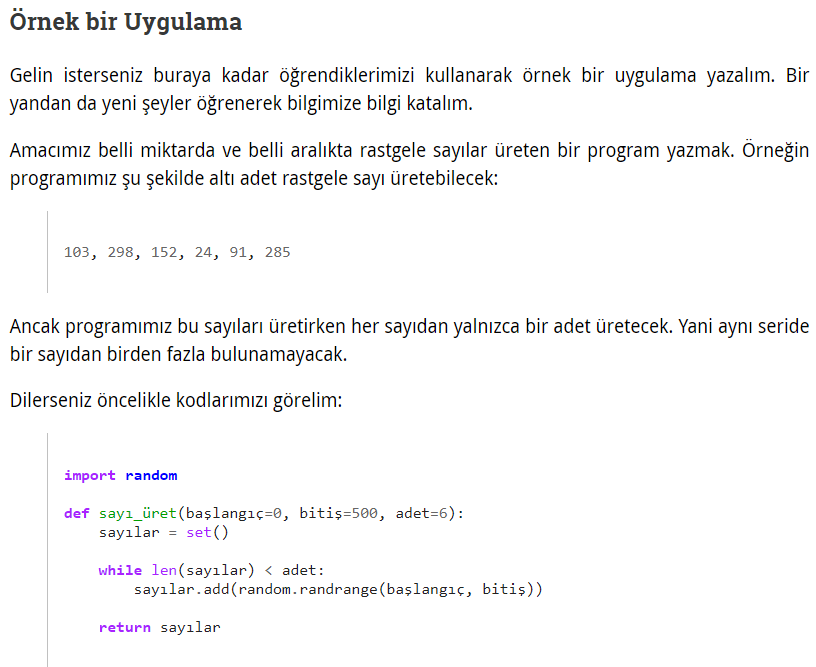 Örnek bir Uygulama
Gelin isterseniz buraya kadar öğrendiklerimizi kullanarak örnek bir uygulama yazalım. Bir
yandan da yeni şeyler öğrenerek bilgimize bilgi katalım.
Amacımız belli miktarda ve belli aralıkta rastgele sayılar üreten bir program yazmak. Örneğin
programımız şu şekilde altı adet rastgele sayı üretebilecek:
103, 298, 152, 24, 91, 285
Ancak programımız bu sayıları üretirken her sayıdan yalnızca bir adet üretecek. Yani aynı seride
bir sayıdan birden fazla bulunamayacak.
Dilerseniz öncelikle kodlarımızı görelim:
import random
def sayı_üret(başlangıç=0, bitiş=500, adet=6):
    sayılar = set()
    while len(sayılar) < adet:
        sayılar.add(random.randrange(başlangıç, bitiş))
    return sayılar